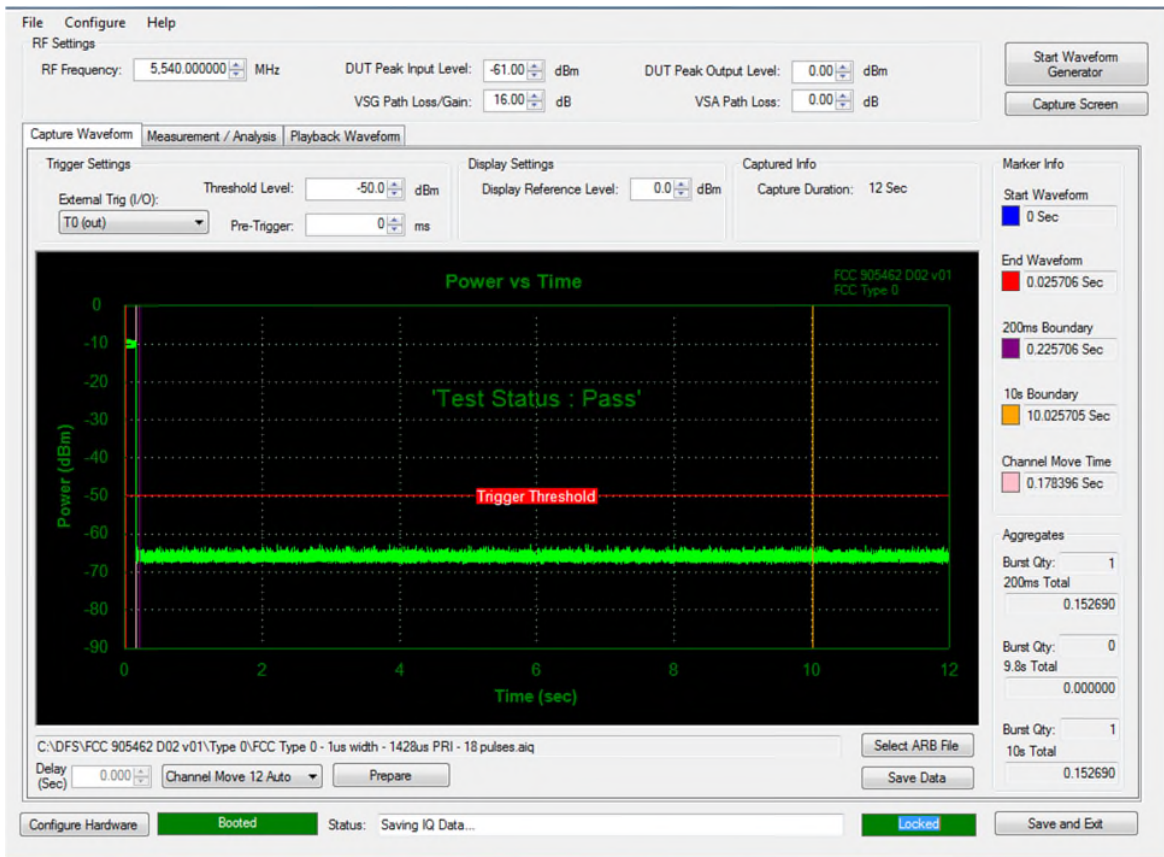 File Configure Help
RF Settings
RF Frequency: 5,540.000000 MHz
DUT Peak Input Level: -61.00 dBm
DUT Peak Output Level: 0.00 dBm
VSG Path Loss/Gain: 16.00 dB
VSA Path Loss: 0.00 dB
Start Waveform
Generator
Capture Screen
Capture Waveform Measurement / Analysis Playback Waveform
Trigger Settings
External Trig (I/O):
T0 (out)
Threshold Level: -50.0 dBm
Pre-Trigger: 0 ms
Display Settings
Display Reference Level: 0.0 dBm
Captured Info
Capture Duration: 12 Sec
Power vs Time
FCC 905462 D02 v01
FCC Type 0
'Test Status : Pass'
Trigger Threshold
Power (dBm)
0
-10
-20
-30
-40
-50
-60
-70
-80
-90
0 2 4 6 8 10 12
Time (sec)
Marker Info
Start Waveform
0 Sec
End Waveform
0.025706 Sec
200ms Boundary
0.225706 Sec
10s Boundary
10.025705 Sec
Channel Move Time
0.178396 Sec
Aggregates
Burst Qty: 1
200ms Total
0.152690
Burst Qty: 0
9.8s Total
0.000000
Burst Qty: 1
10s Total
0.152690
C:\DFS\FCC 905462 D02 v01\Type 0\FCC Type 0 - 1us width - 1428us PRI - 18 pulses.aiq
Select ARB File
Delay
(Sec)
0.000
Channel Move 12 Auto
Prepare
Save Data
Configure Hardware
Booted
Status: Saving IQ Data...
Locked
Save and Exit